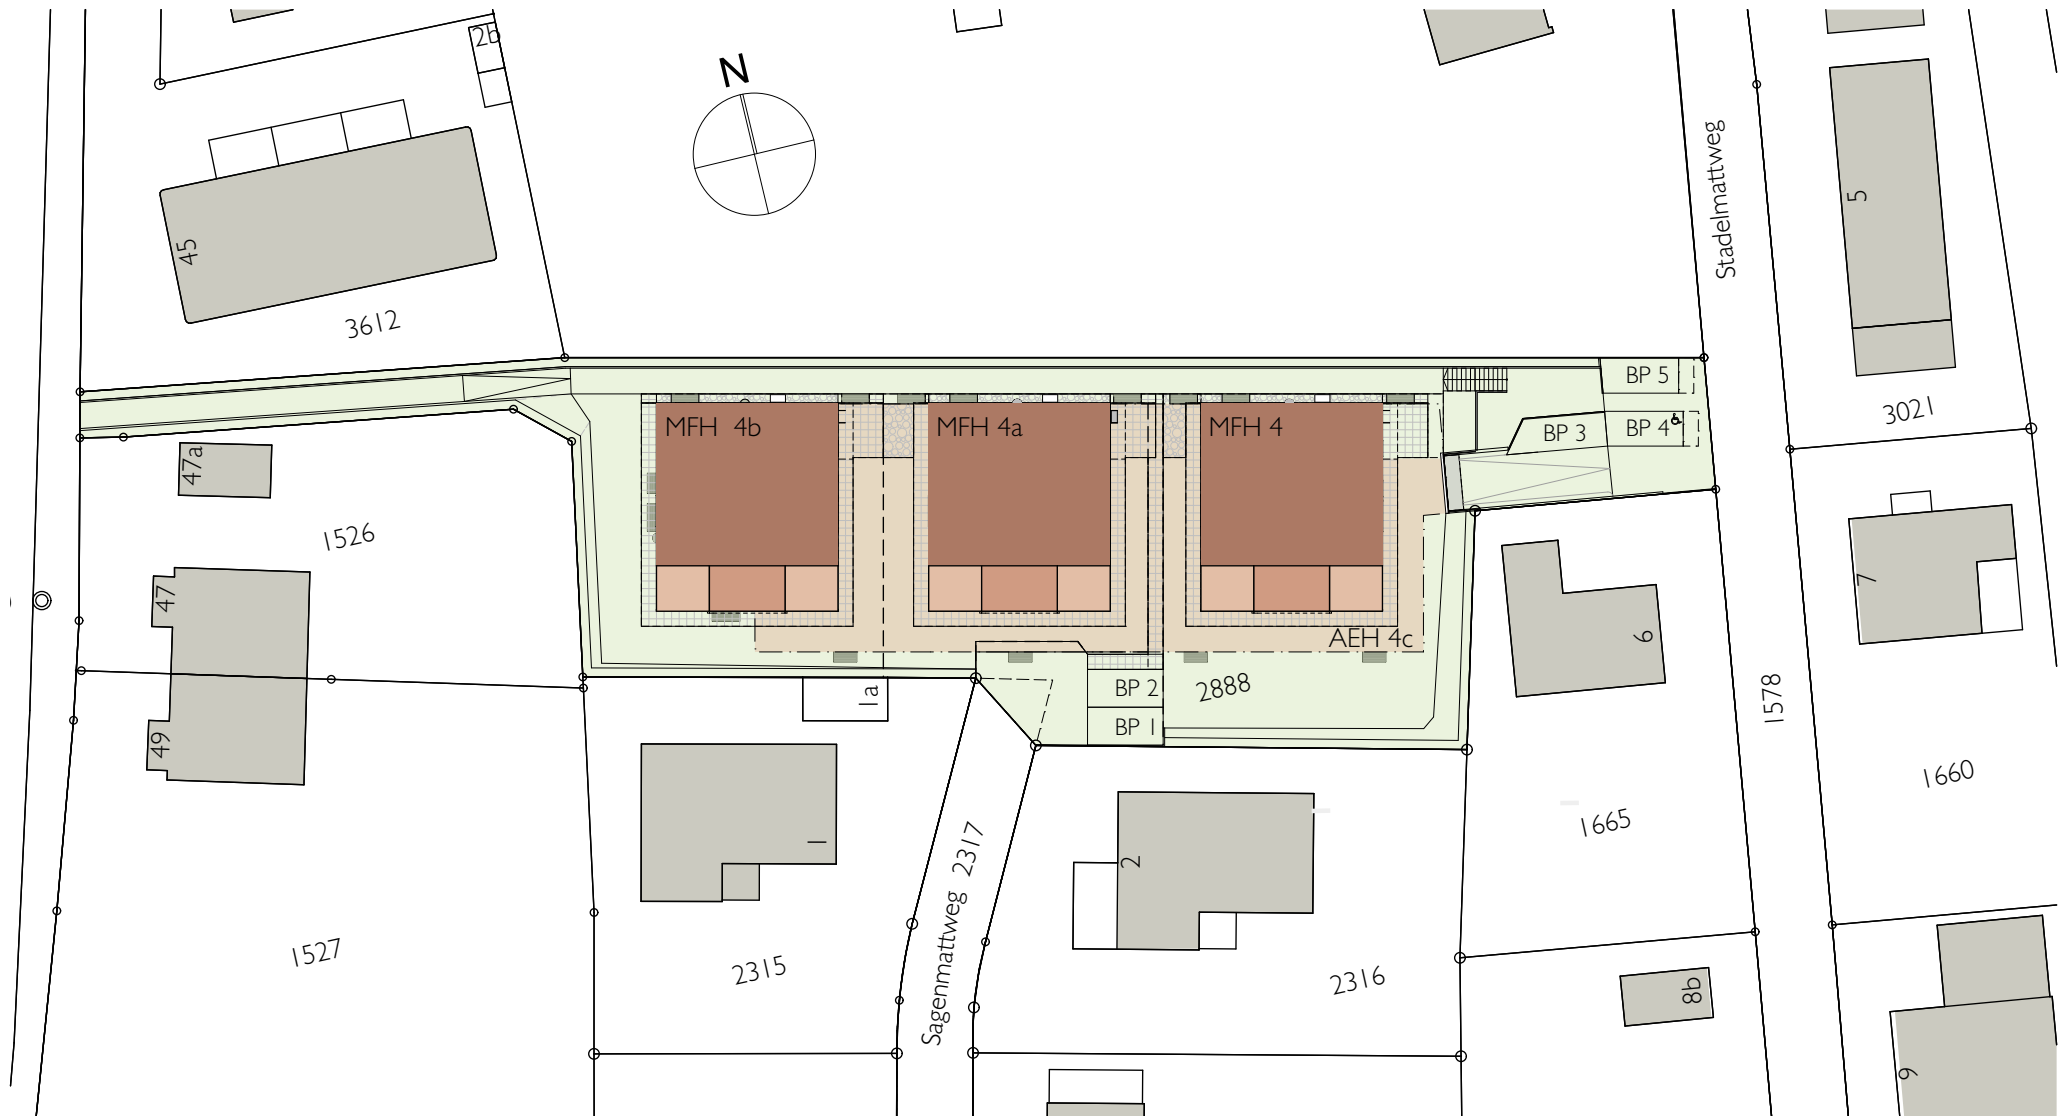 2b
N
Stadelmattweg
5
45
3612
BP 5
3021
MFH 4b
MFH 4a
MFH 4
BP 3
BP 4
47a
1526
7
47
6
AEH 4c
BP 2
2888
1578
1a
BP 1
49
1660
1665
1
2
Sagenmattweg 2317
1527
2315
2316
8b
9